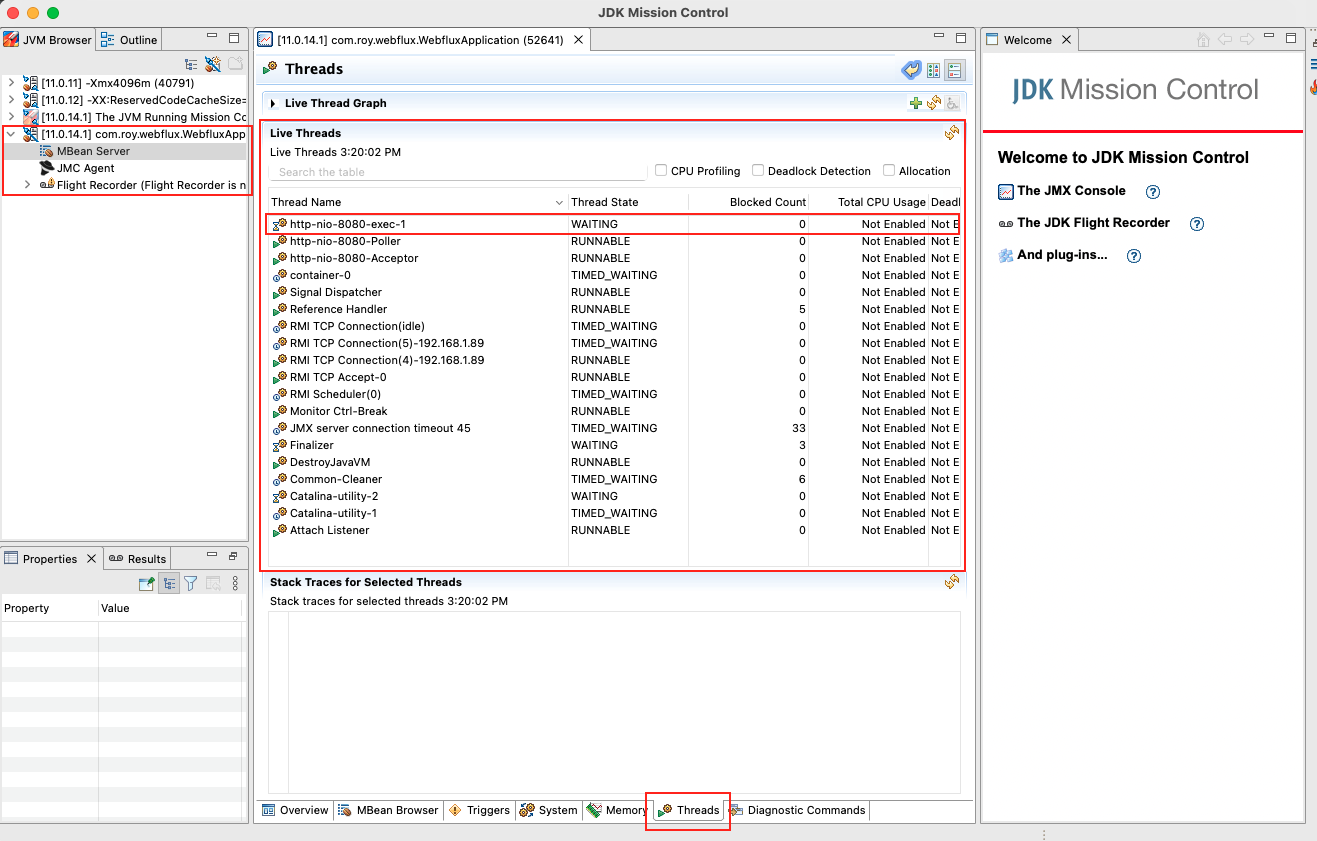 JDK Mission Control
JVM Browser Outline
[11.0.11] -Xmx4096m (40791)
[11.0.12] -XX:ReservedCodeCacheSize=
[11.0.14.1] The JVM Running Mission Co
[11.0.14.1] com.roy.webflux.WebfluxApp
MBean Server
JMC Agent
Flight Recorder (Flight Recorder is n
Properties Results
Property Value
[11.0.14.1] com.roy.webflux.WebfluxApplication (52641)
Threads
Live Thread Graph
Live Threads
Live Threads 3:20:02 PM
Search the table CPU Profiling Deadlock Detection Allocation
Thread Name Thread State Blocked Count Total CPU Usage Deadl
http-nio-8080-exec-1 WAITING 0 Not Enabled Not E
http-nio-8080-Poller RUNNABLE 0 Not Enabled Not E
http-nio-8080-Acceptor RUNNABLE 0 Not Enabled Not E
container-0 TIMED_WAITING 0 Not Enabled Not E
Signal Dispatcher RUNNABLE 0 Not Enabled Not E
Reference Handler RUNNABLE 5 Not Enabled Not E
RMI TCP Connection(idle) TIMED_WAITING 0 Not Enabled Not E
RMI TCP Connection(5)-192.168.1.89 TIMED_WAITING 0 Not Enabled Not E
RMI TCP Connection(4)-192.168.1.89 RUNNABLE 0 Not Enabled Not E
RMI TCP Accept-0 RUNNABLE 0 Not Enabled Not E
RMI Scheduler(0) TIMED_WAITING 0 Not Enabled Not E
Monitor Ctrl-Break RUNNABLE 0 Not Enabled Not E
JMX server connection timeout 45 TIMED_WAITING 33 Not Enabled Not E
Finalizer WAITING 3 Not Enabled Not E
DestroyJavaVM RUNNABLE 0 Not Enabled Not E
Common-Cleaner TIMED_WAITING 6 Not Enabled Not E
Catalina-utility-2 WAITING 0 Not Enabled Not E
Catalina-utility-1 TIMED_WAITING 0 Not Enabled Not E
Attach Listener RUNNABLE 0 Not Enabled Not E
Stack Traces for Selected Threads
Stack traces for selected threads 3:20:02 PM
Overview MBean Browser Triggers System Memory Threads Diagnostic Commands
Welcome
JDK Mission Control
Welcome to JDK Mission Control
The JMX Console ?
The JDK Flight Recorder ?
And plug-ins... ?